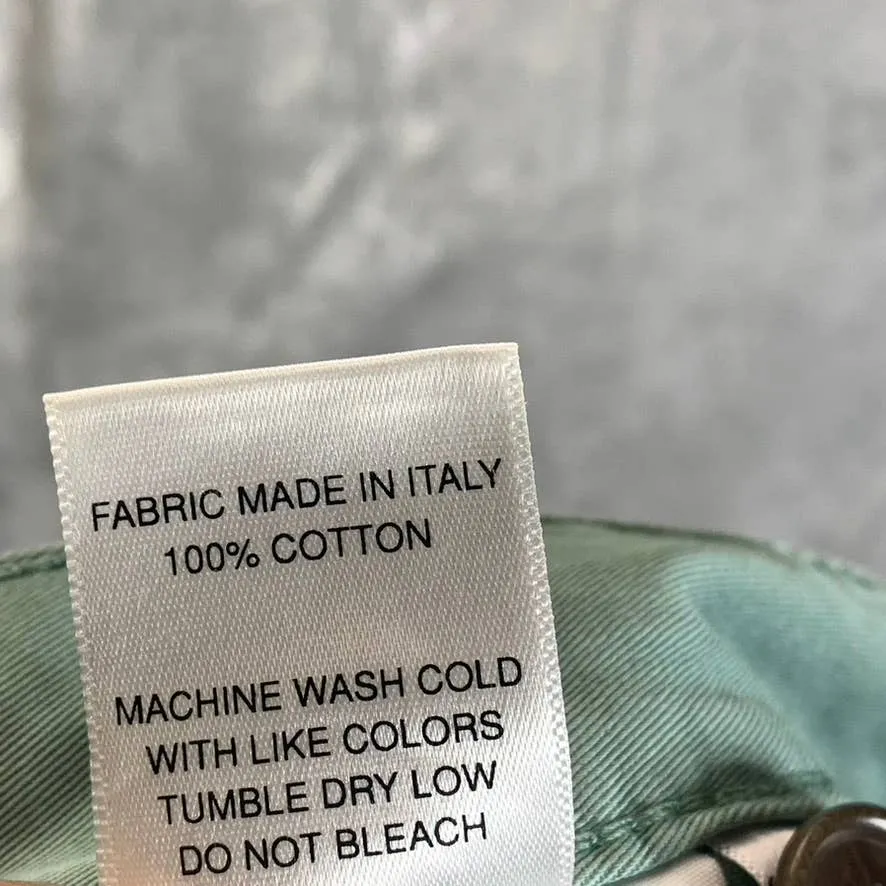 FABRIC MADE IN ITALY
100% COTTON
MACHINE WASH COLD
WITH LIKE COLORS
TUMBLE DRY LOW
DO NOT BLEACH